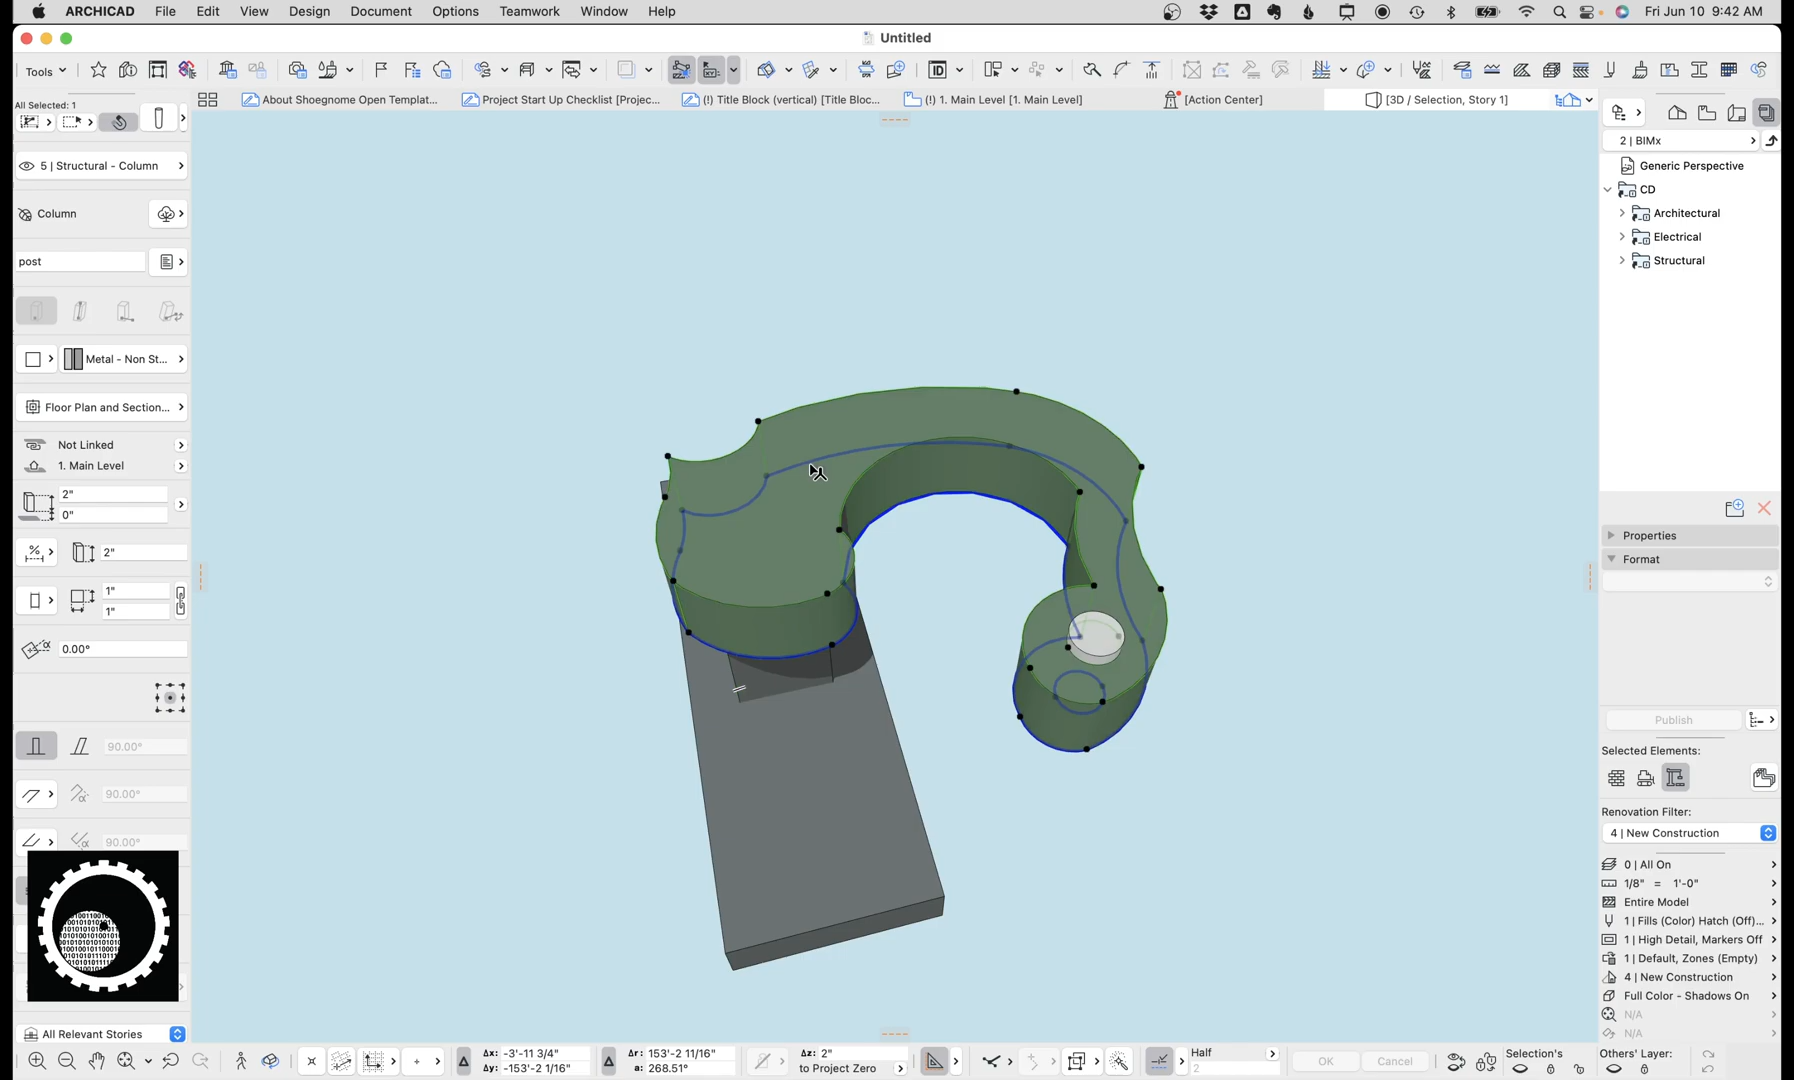 ARCHICAD File Edit View Design Document Options Teamwork Window Help Fri Jun 10 9:42 AM
Untitled
Tools
About Shoegnome Open Templat... Project Start Up Checklist [Projec... (!) Title Block (vertical) [Title Bloc... (!) 1. Main Level [1. Main Level] [Action Center] [3D / Selection, Story 1]
All Selected: 1
5 | Structural - Column
Column
post
Metal - Non St...
Floor Plan and Section...
Not Linked
1. Main Level
2"
0"
2"
1"
1"
0.00°
90.00°
90.00°
90.00°
All Relevant Stories
2 | BIMx
Generic Perspective
CD
Architectural
Electrical
Structural
Properties
Format
Publish
Selected Elements:
Renovation Filter:
4 | New Construction
0 | All On
1/8" = 1'-0"
Entire Model
1 | Fills (Color) Hatch (Off)...
1 | High Detail, Markers Off
1 | Default, Zones (Empty)
4 | New Construction
Full Color - Shadows On
N/A
N/A
Δx: -3'-11 3/4"
Δy: -153'-2 1/16"
Δr: 153'-2 11/16"
a: 268.51°
Δz: 2"
to Project Zero
Half
2
OK
Cancel
Selection's
Others' Layer: